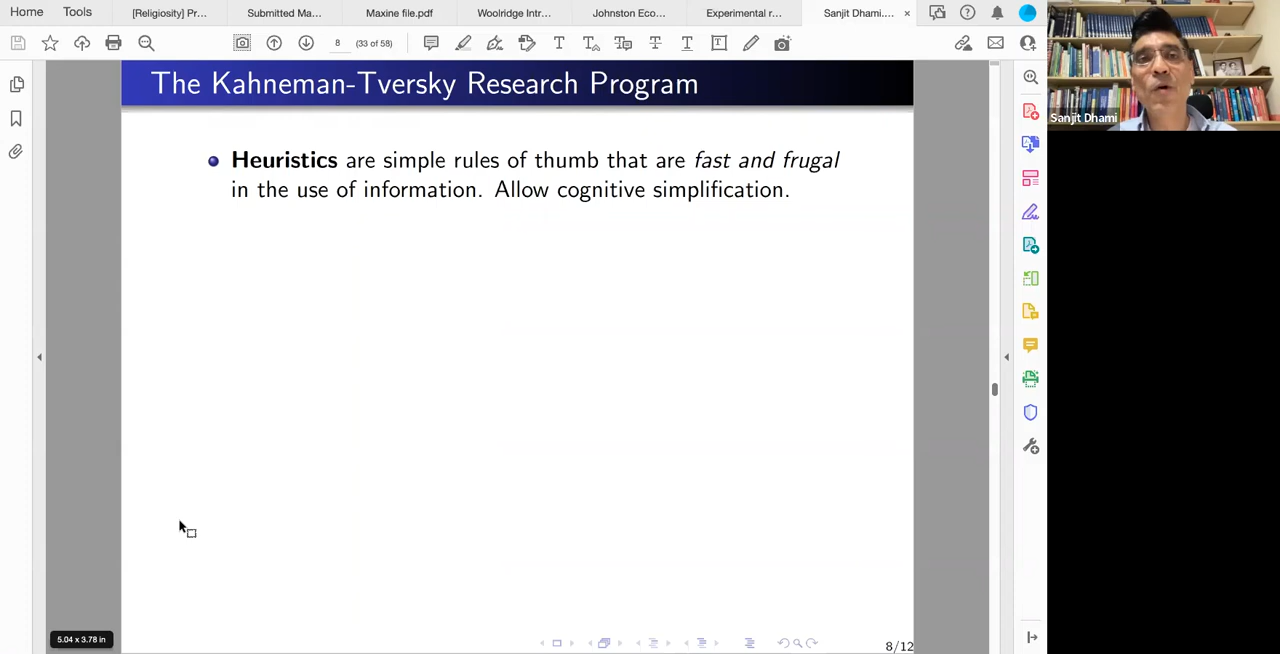 Home Tools [Religiosity] Pr... Submitted Ma... Maxine file.pdf Woolridge Intr... Johnston Eco... Experimental r... Sanjit Dhami.... ×
8 (33 of 58)
The Kahneman-Tversky Research Program
Heuristics are simple rules of thumb that are fast and frugal
in the use of information. Allow cognitive simplification.
Sanjit Dhami
5.04 x 3.78 in
8/12